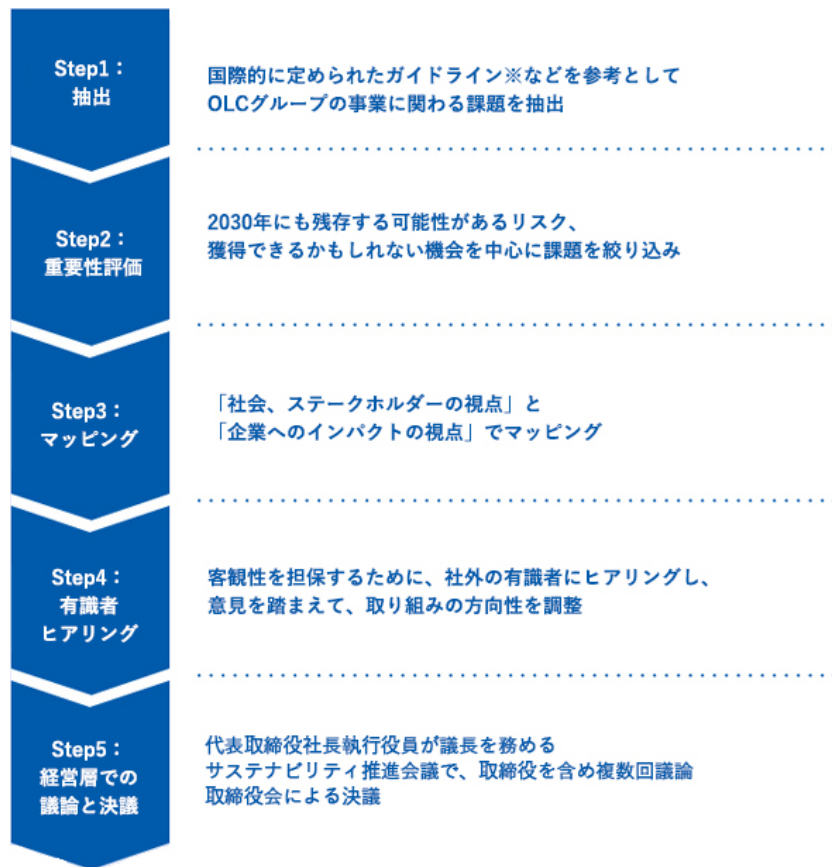 Step1：
抽出
国際的に定められたガイドライン※などを参考として
OLCグループの事業に関わる課題を抽出
Step2：
重要性評価
2030年にも残存する可能性があるリスク、
獲得できるかもしれない機会を中心に課題を絞り込み
Step3：
マッピング
「社会、ステークホルダーの視点」と
「企業へのインパクトの視点」でマッピング
Step4：
有識者
ヒアリング
客観性を担保するために、社外の有識者にヒアリングし、
意見を踏まえて、取り組みの方向性を調整
Step5：
経営層での
議論と決議
代表取締役社長執行役員が議長を務める
サステナビリティ推進会議で、取締役を含め複数回議論
取締役会による決議